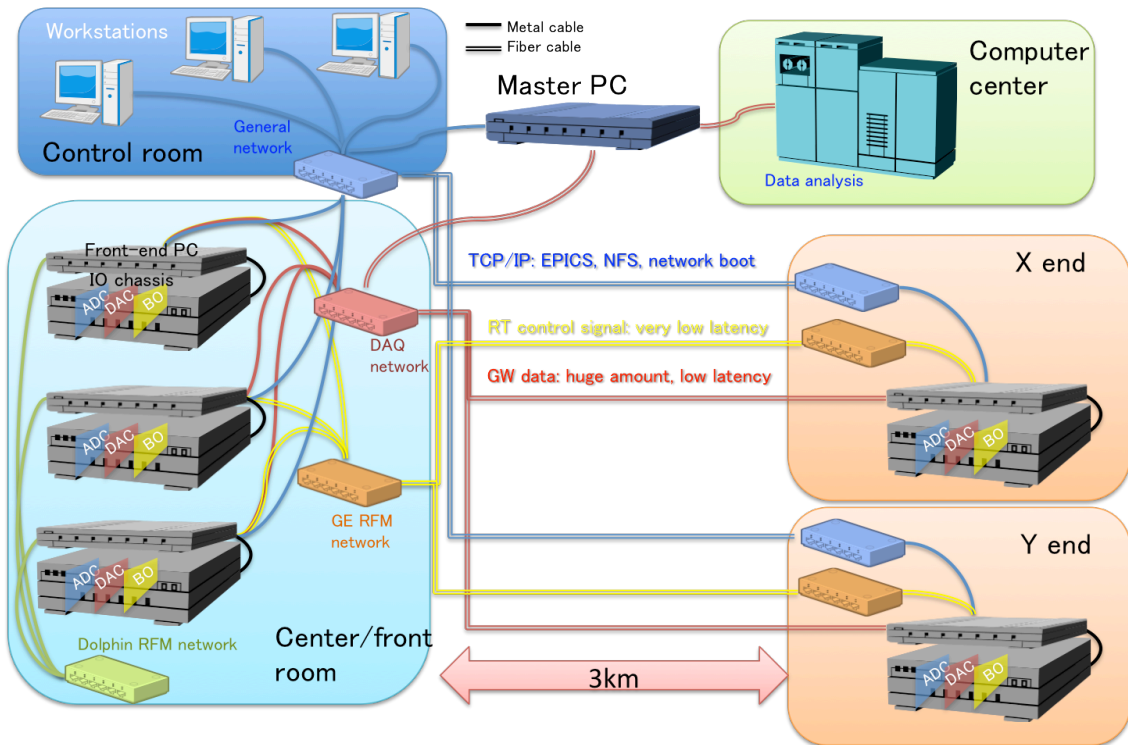 Workstations
Control room
General
network
Metal cable
Fiber cable
Master PC
Computer
center
Data analysis
Front-end PC
IO chassis
ADC
DAC
BO
DAQ
network
ADC
DAC
BO
GE RFM
network
ADC
DAC
BO
Dolphin RFM network
Center/front
room
TCP/IP: EPICS, NFS, network boot
RT control signal: very low latency
GW data: huge amount, low latency
X end
ADC
DAC
BO
Y end
ADC
DAC
BO
3km